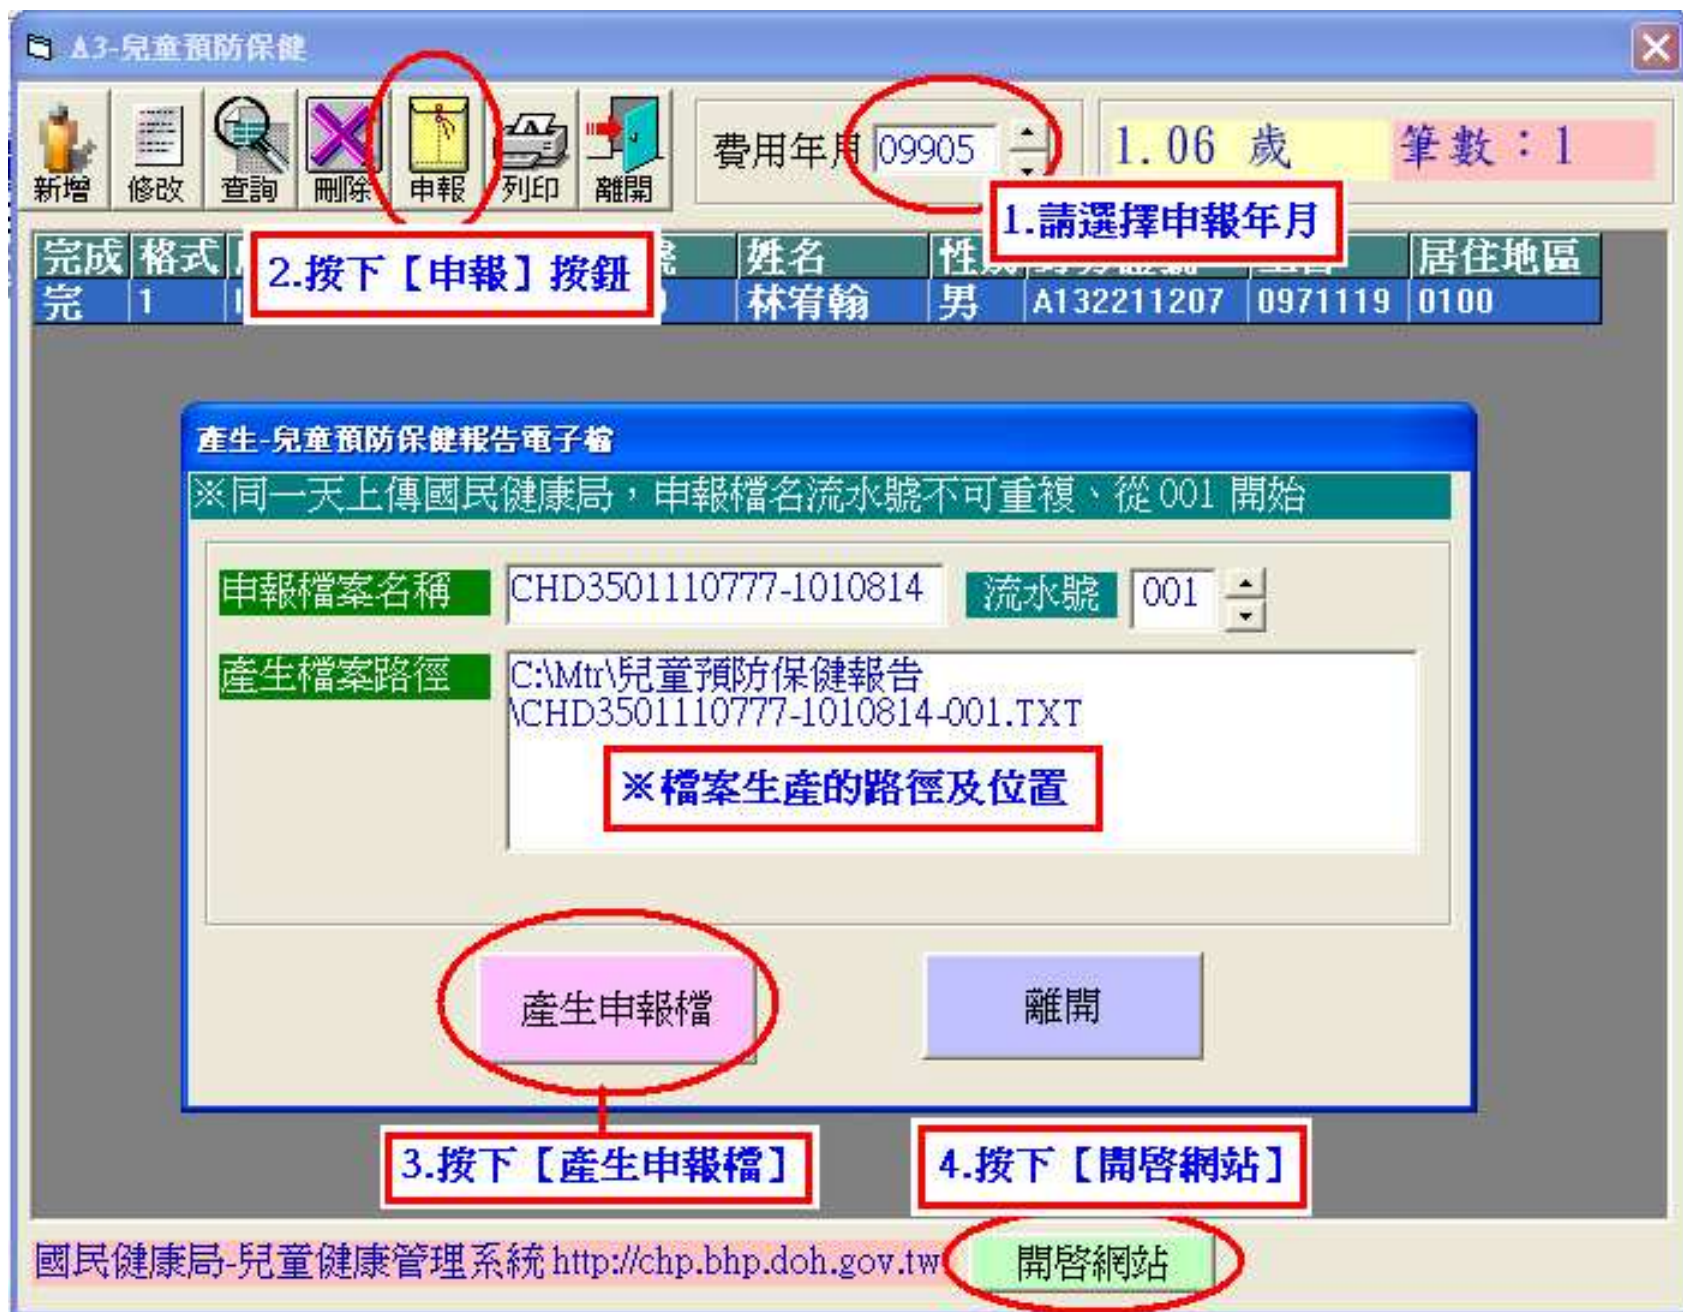 A3-兒童預防保健
新增 修改 查詢 刪除 申報 列印 離開 費用年月 09905 1.06 歲 筆數：1
1.請選擇申報年月
2.按下【申報】按鈕
完成 格式 姓名 居住地區
完 1 林宥翰 男 A132211207 0971119 0100
產生-兒童預防保健報告電子檔
※同一天上傳國民健康局，申報檔名流水號不可重複、從001 開始
申報檔案名稱 CHD3501110777-1010814 流水號 001
產生檔案路徑 C:\Mtr\兒童預防保健報告
\CHD3501110777-1010814-001.TXT
※檔案生產的路徑及位置
產生申報檔 離開
3.按下【產生申報檔】 4.按下【開啓網站】
國民健康局-兒童健康管理系統 http://chp.bhp.doh.gov.tw 開啓網站